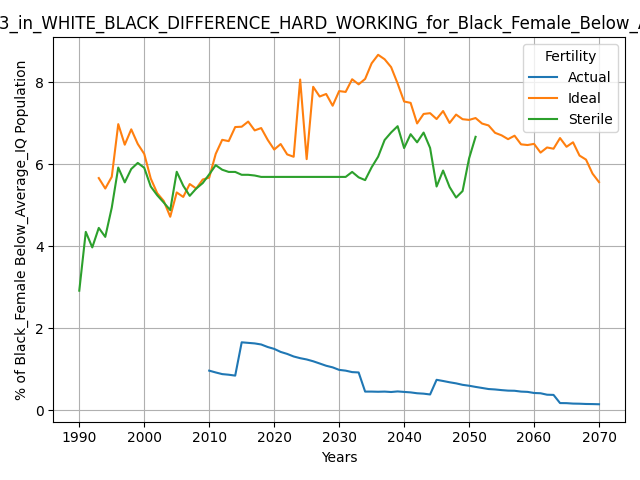 3_in_WHITE_BLACK_DIFFERENCE_HARD_WORKING_for_Black_Female_Below_A
% of Black_Female Below_Average_IQ Population
8
6
4
2
0
Fertility
Actual
Ideal
Sterile
1990 2000 2010 2020 2030 2040 2050 2060 2070
Years